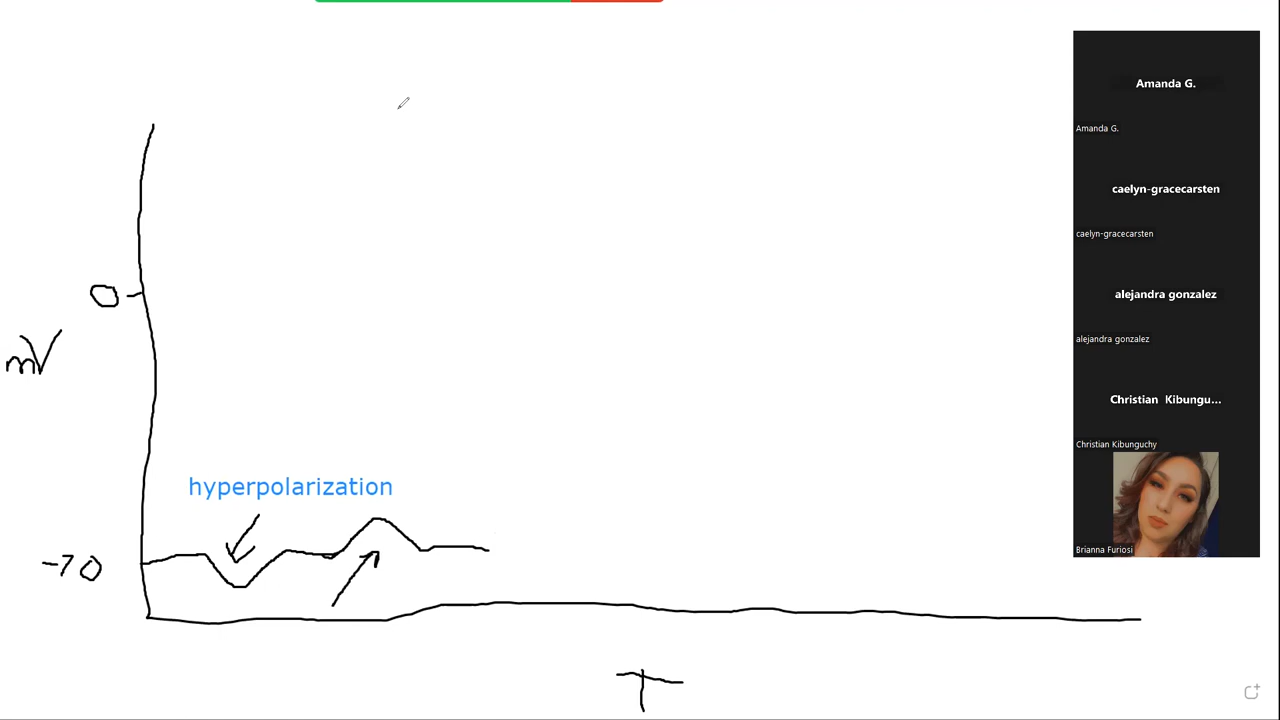 0
mV
hyperpolarization
-70
T
Amanda G.
Amanda G.
caelyn-gracecarsten
caelyn-gracecarsten
alejandra gonzalez
alejandra gonzalez
Christian Kibungu...
Christian Kibunguchy
Brianna Furiosi